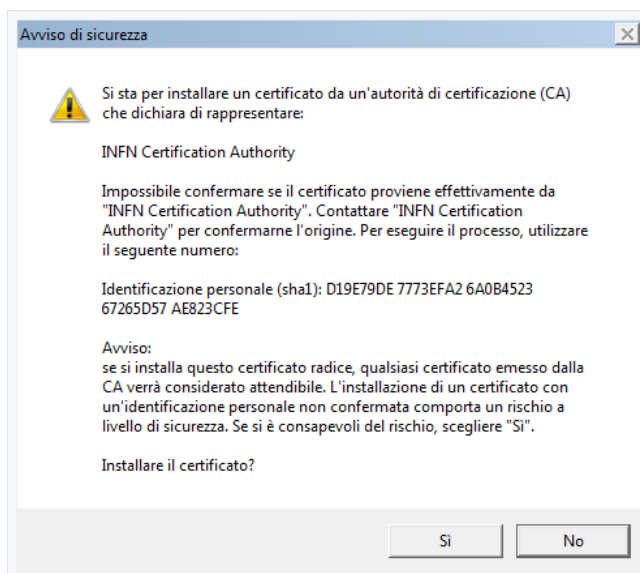 Avviso di sicurezza
Si sta per installare un certificato da un'autorità di certificazione (CA)
che dichiara di rappresentare:
INFN Certification Authority
Impossibile confermare se il certificato proviene effettivamente da
"INFN Certification Authority". Contattare "INFN Certification
Authority" per confermarne l'origine. Per eseguire il processo, utilizzare
il seguente numero:
Identificazione personale (sha1): D19E79DE 7773EFA2 6A0B4523
67265D57 AE823CFE
Avviso:
se si installa questo certificato radice, qualsiasi certificato emesso dalla
CA verrà considerato attendibile. L'installazione di un certificato con
un'identificazione personale non confermata comporta un rischio a
livello di sicurezza. Se si è consapevoli del rischio, scegliere "Sì".
Installare il certificato?
Sì
No